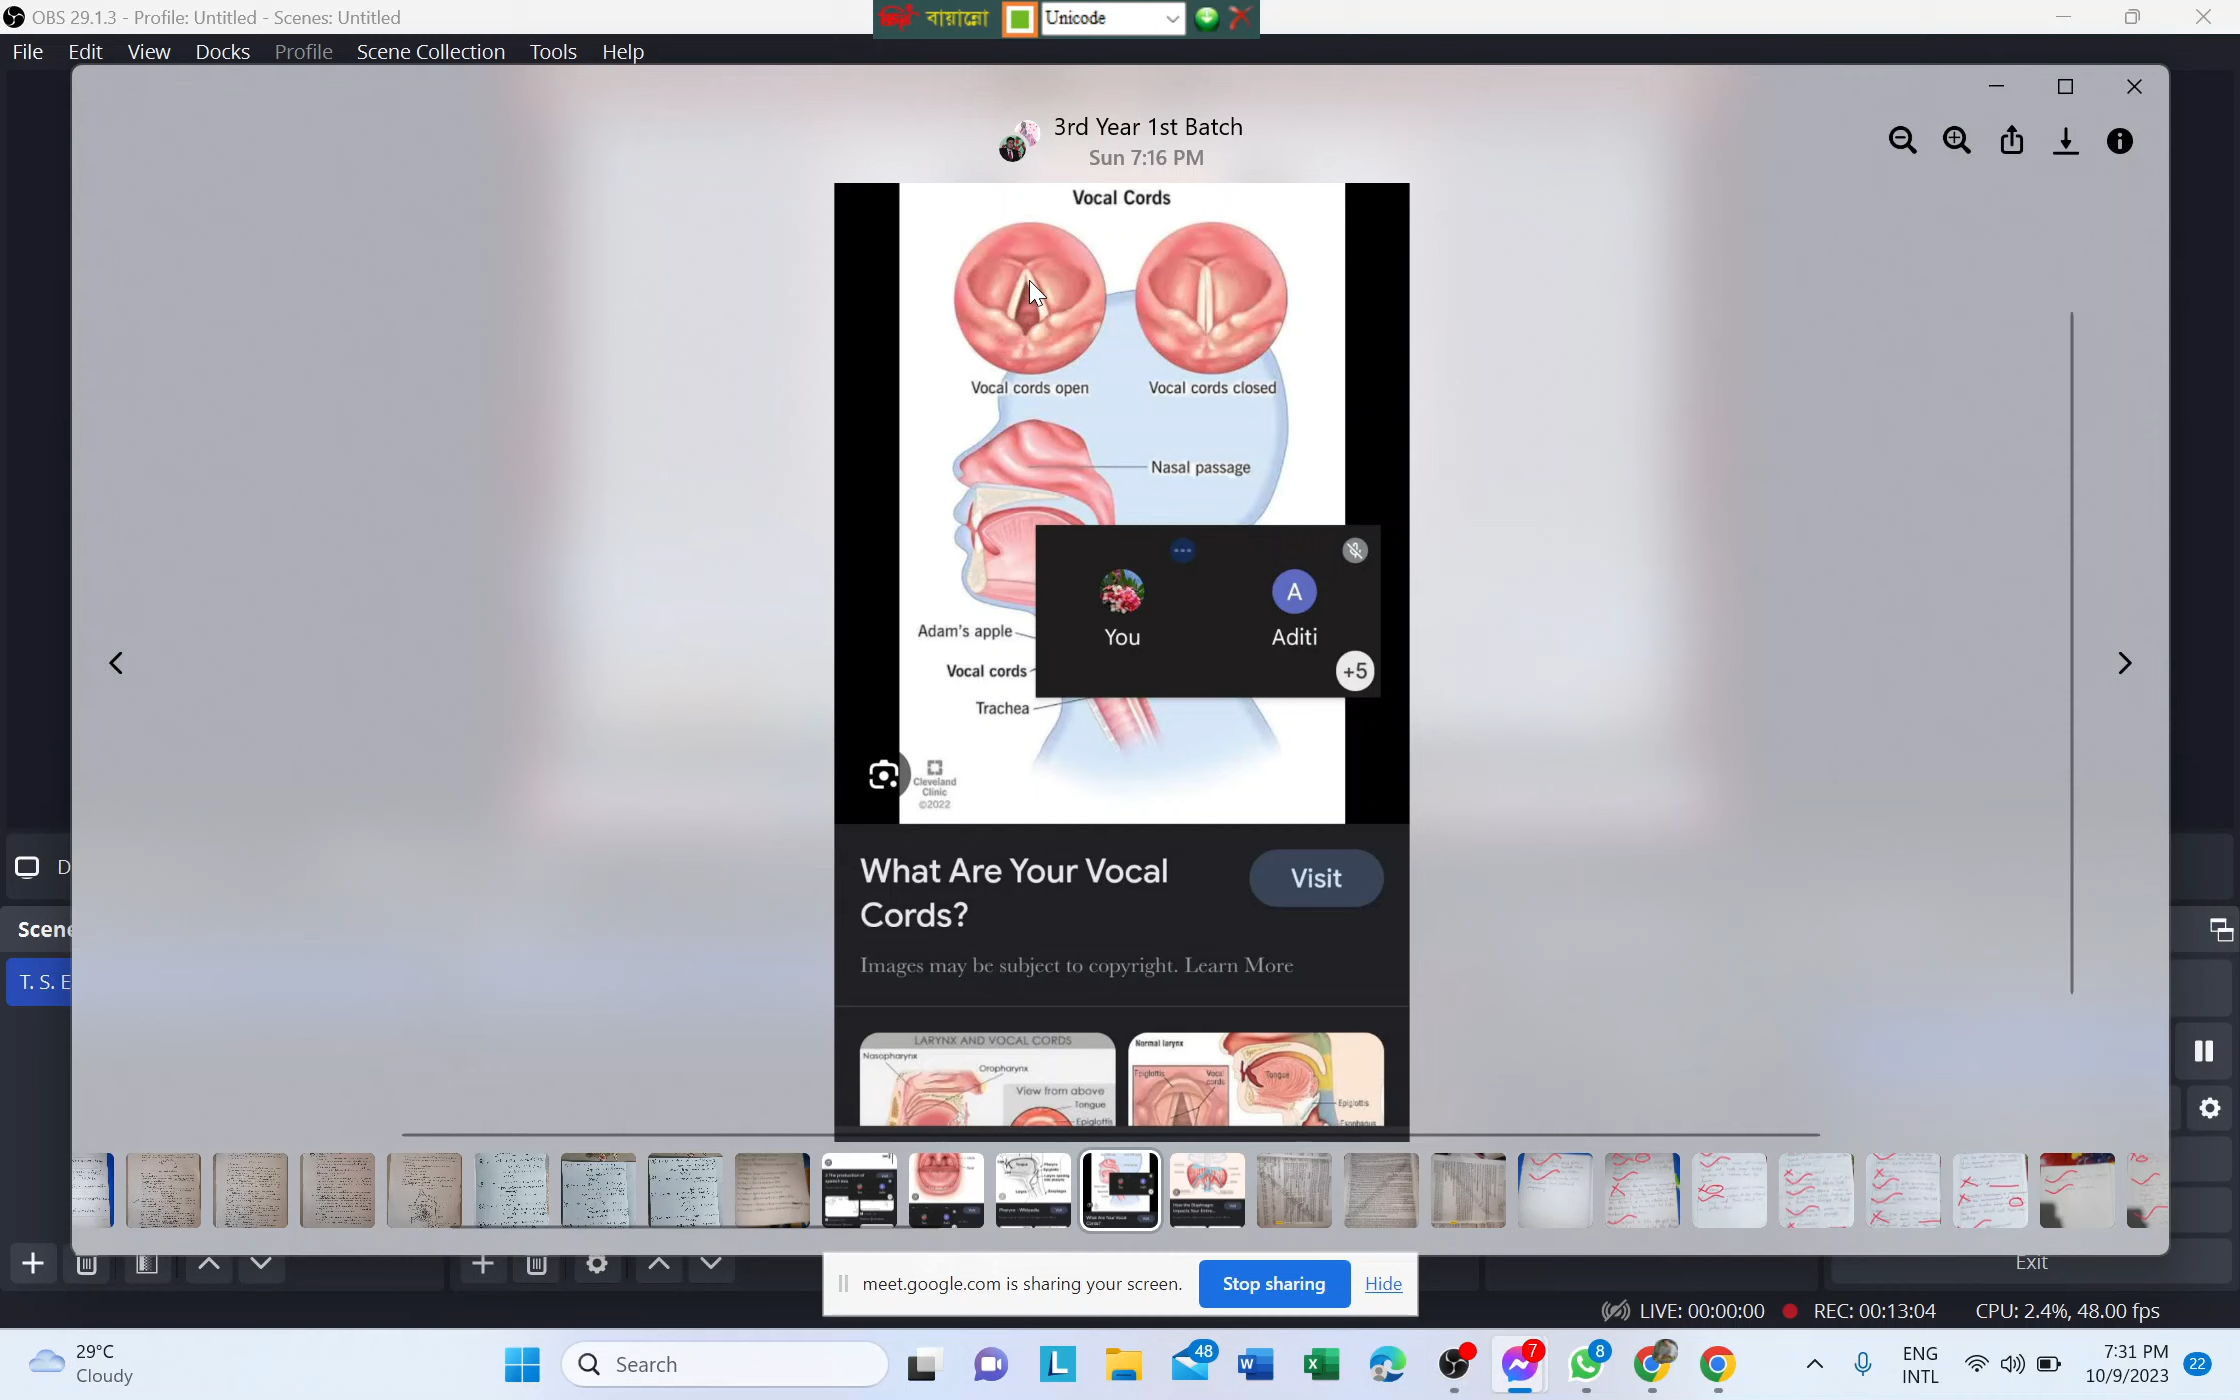 OBS 29.1.3 - Profile: Untitled - Scenes: Untitled
বায়ান্নো
Unicode
File Edit View Docks Profile Scene Collection Tools Help
3rd Year 1st Batch
Sun 7:16 PM
Vocal Cords
Vocal cords open
Vocal cords closed
Nasal passage
A
You
Aditi
+5
Adam's apple
Vocal cords
Trachea
Cleveland
Clinic
©2022
What Are Your Vocal
Cords?
Visit
Images may be subject to copyright. Learn More
LARYNX AND VOCAL CORDS
Nasopharynx
Oropharynx
View from above
Tongue
Epiglottis
Normal larynx
Epiglottis
Vocal
cords
Tongue
Epiglottis
Esophagus
D
Scene
T. S. E
Exit
meet.google.com is sharing your screen.
Stop sharing
Hide
LIVE: 00:00:00
REC: 00:13:04
CPU: 2.4%, 48.00 fps
29°C
Cloudy
Search
48
7
8
ENG
INTL
7:31 PM
10/9/2023
22